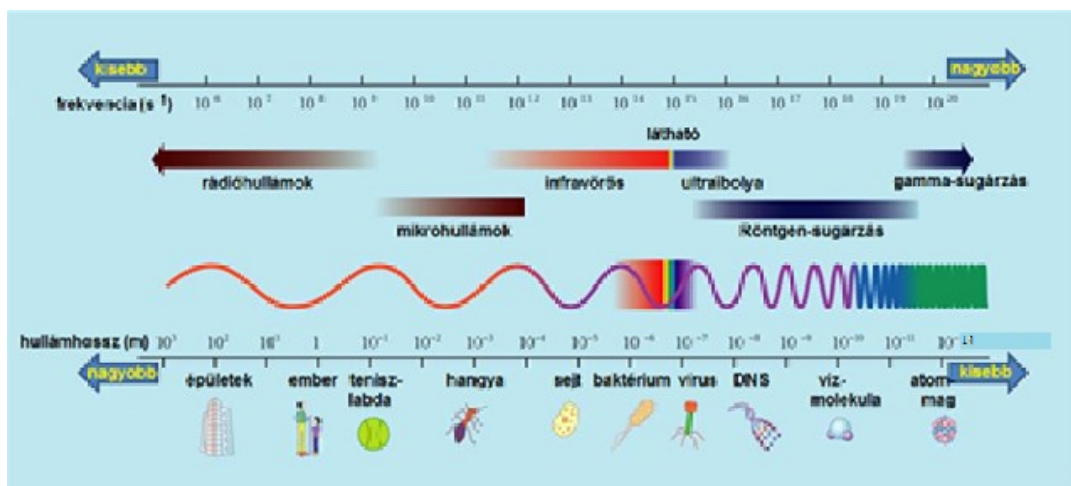 kisebb
nagyobb
frekvencia (s⁻¹)
10⁶ 10⁷ 10⁸ 10⁹ 10¹⁰ 10¹¹ 10¹² 10¹³ 10¹⁴ 10¹⁵ 10¹⁶ 10¹⁷ 10¹⁸ 10¹⁹ 10²⁰
látható
rádióhullámok infravörös ultraibolya gamma-sugárzás
mikrohullámok Röntgen-sugárzás
hullámhossz (m) 10³ 10² 10¹ 1 10⁻¹ 10⁻² 10⁻³ 10⁻⁴ 10⁻⁵ 10⁻⁶ 10⁻⁷ 10⁻⁸ 10⁻⁹ 10⁻¹⁰ 10⁻¹¹
nagyobb
kisebb
épületek ember tenisz- hangya sejt baktérium vírus DNS víz- atom
labda molekula mag